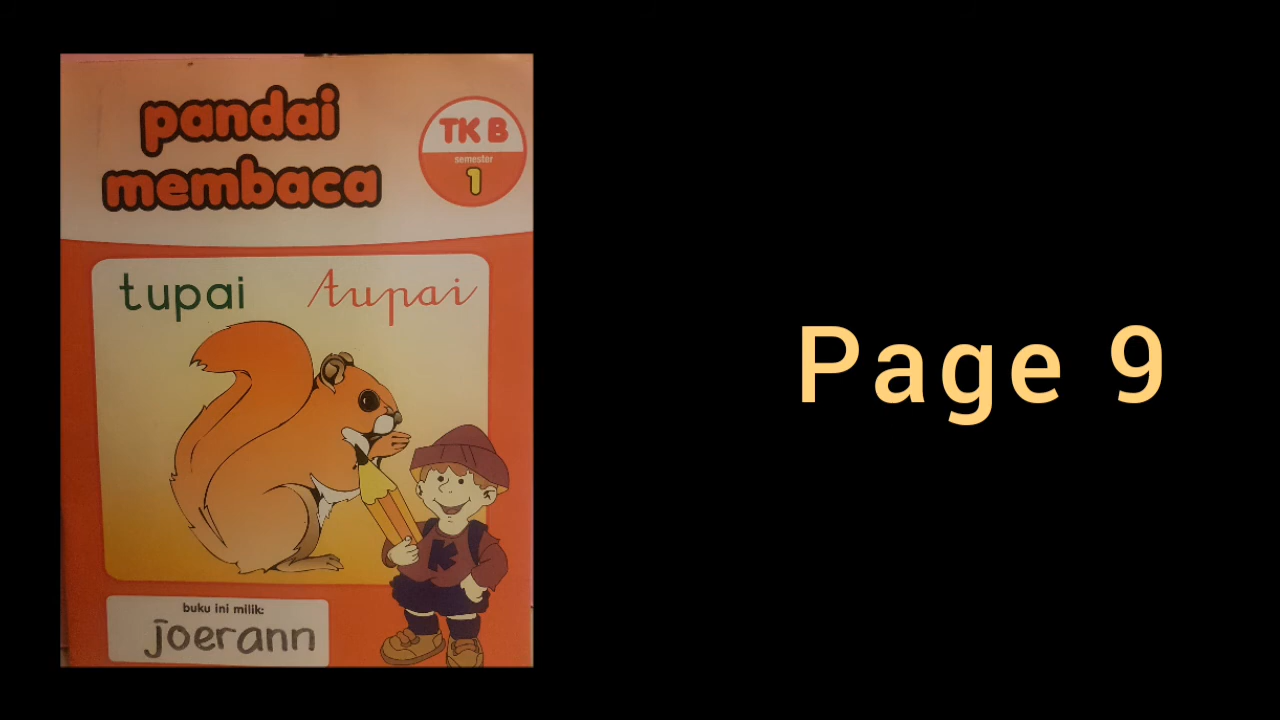 pandai
membaca
TK B
semester
1
tupai tupai
K
buku ini milik:
joerann
Page 9